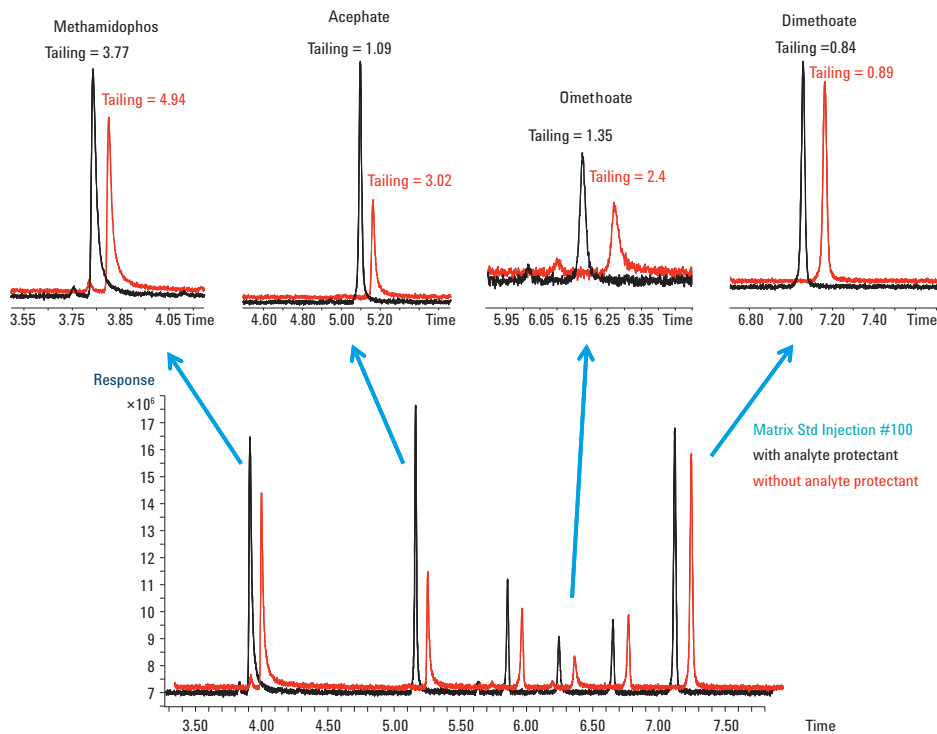 Methamidophos
Tailing = 3.77
Tailing = 4.94
3.55 3.75 3.85 4.05 Time
Acephate
Tailing = 1.09
Tailing = 3.02
4.60 4.80 5.00 5.20 Time
Omethoate
Tailing = 1.35
Tailing = 2.4
5.95 6.05 6.15 6.25 6.35 Time
Dimethoate
Tailing =0.84
Tailing = 0.89
6.80 7.00 7.20 7.40 Time
Response
×10⁶
17
16
15
14
13
12
11
10
9
8
7
3.50 4.00 4.50 5.00 5.50 6.00 6.50 7.00 7.50 Time
Matrix Std Injection #100
with analyte protectant
without analyte protectant